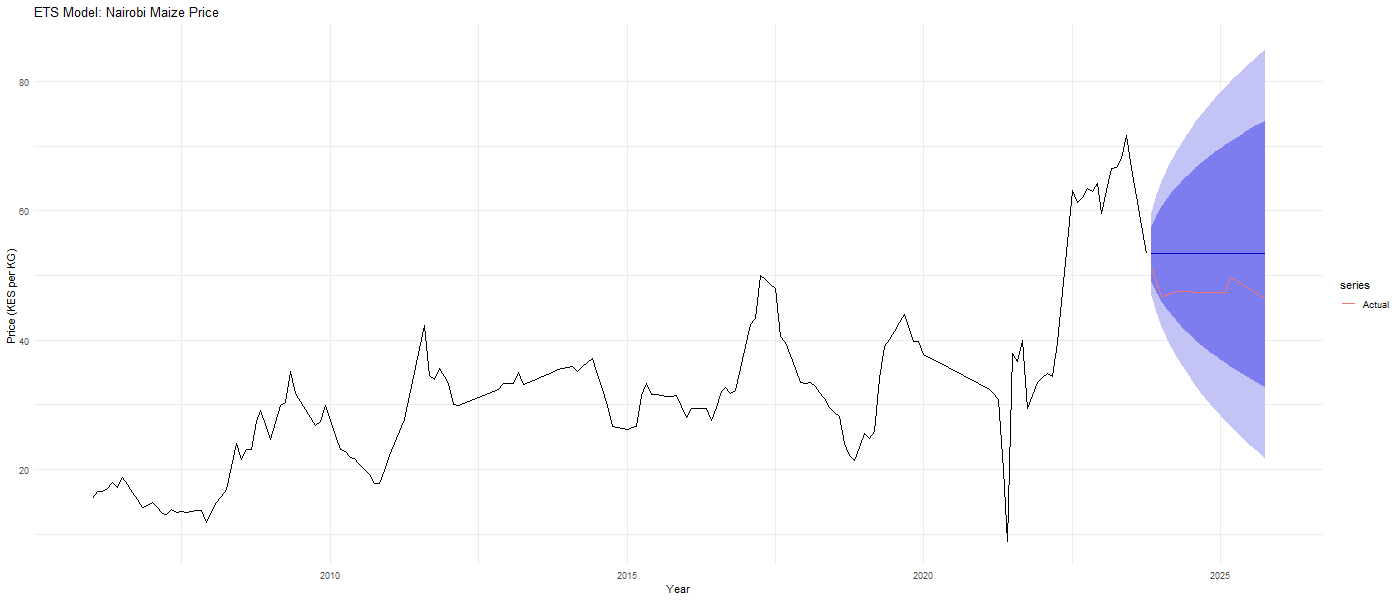 ETS Model: Nairobi Maize Price
Price (KES per KG)
80
60
40
20
2010
2015
2020
2025
Year
series
Actual